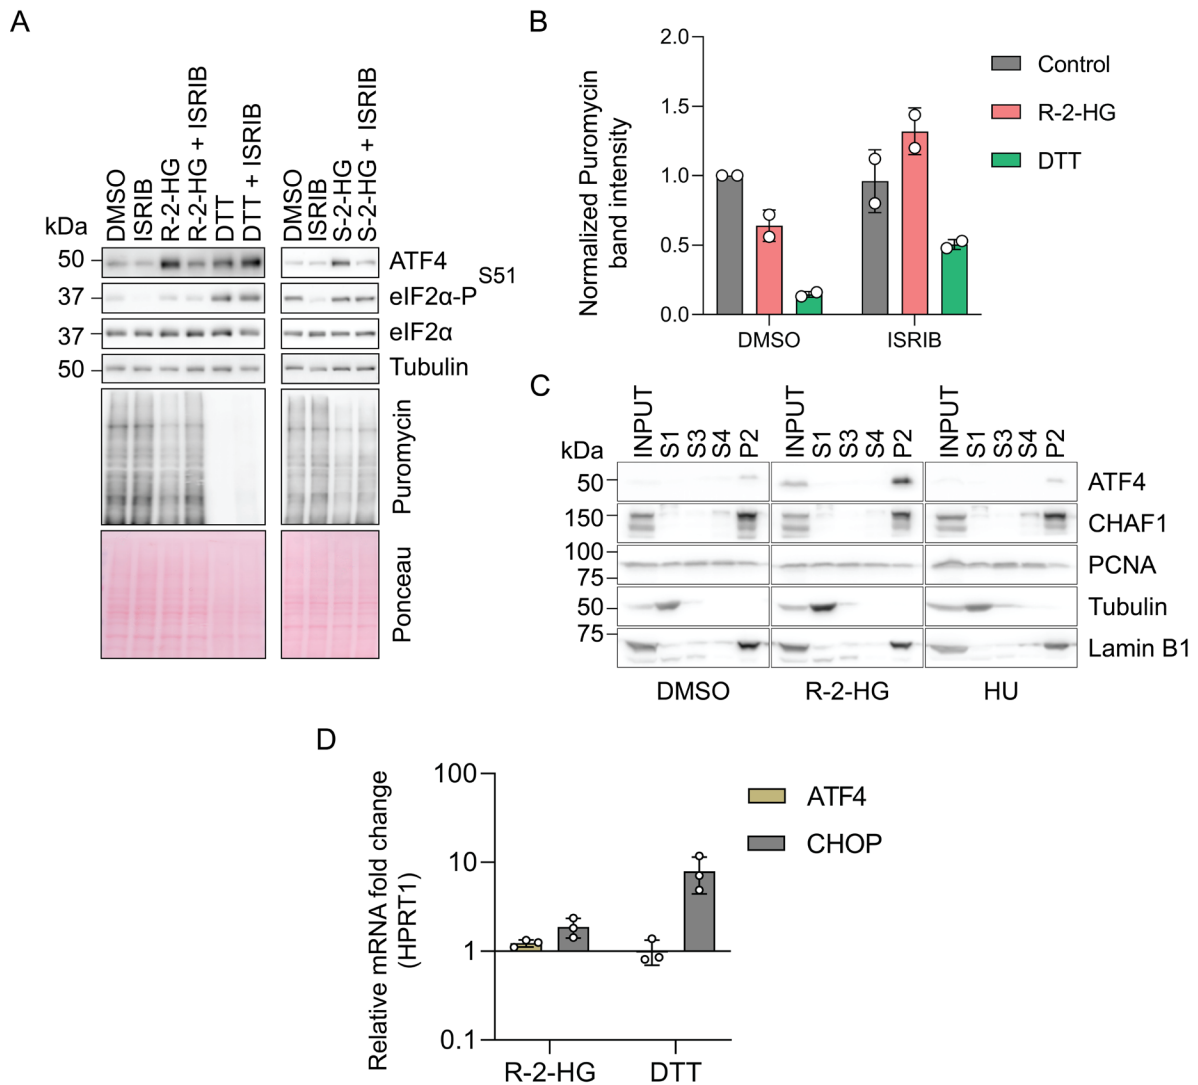 A
kDa
DMSO
ISRIB
R-2-HG
R-2-HG + ISRIB
DTT
DTT + ISRIB
DMSO
ISRIB
S-2-HG
S-2-HG + ISRIB
50
ATF4
37
eIF2α-P S51
37
eIF2α
50
Tubulin
Puromycin
Ponceau
B
Normalized Puromycin
band intensity
2.0
1.5
1.0
0.5
0.0
DMSO
ISRIB
Control
R-2-HG
DTT
C
kDa
INPUT
S1
S3
S4
P2
INPUT
S1
S3
S4
P2
INPUT
S1
S3
S4
P2
50
ATF4
150
CHAF1
100
75
PCNA
50
Tubulin
75
Lamin B1
DMSO
R-2-HG
HU
D
Relative mRNA fold change
(HPRT1)
100
10
1
0.1
R-2-HG
DTT
ATF4
CHOP